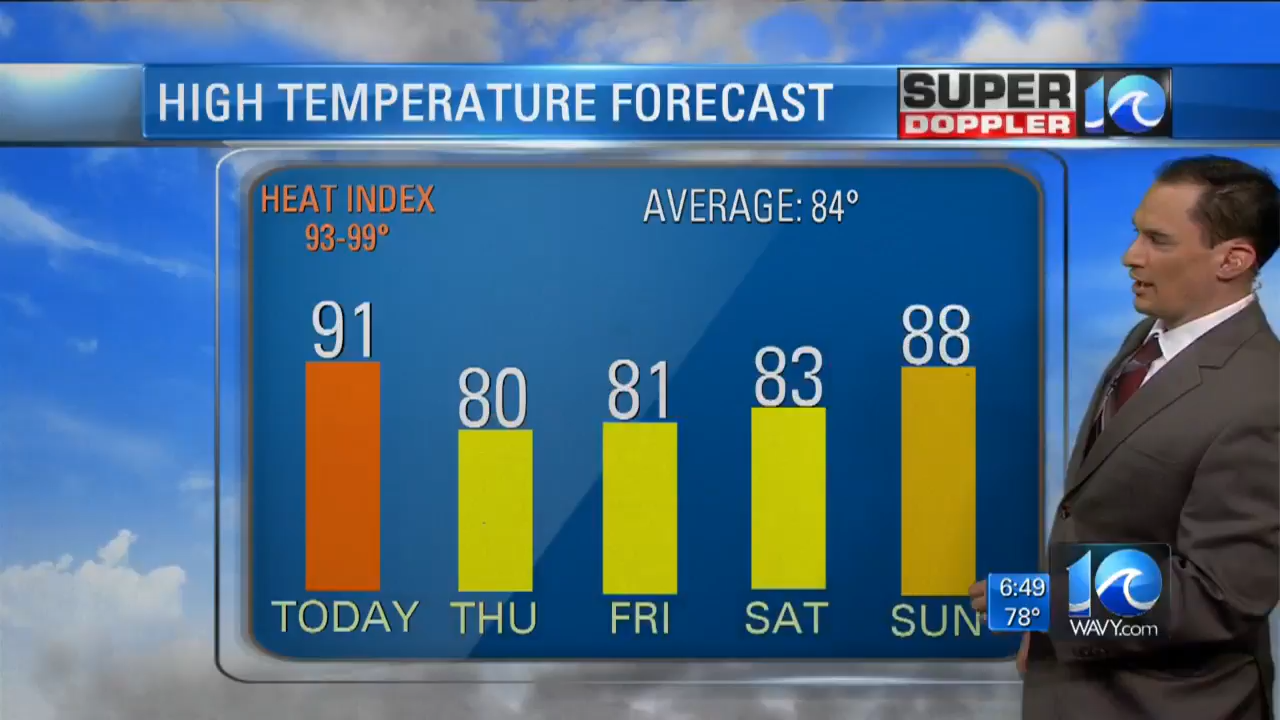 HIGH TEMPERATURE FORECAST
SUPER
DOPPLER
10
HEAT INDEX
93-99°
AVERAGE: 84°
91
80
81
83
88
TODAY
THU
FRI
SAT
SUN
6:49
78°
10
WAVY.com